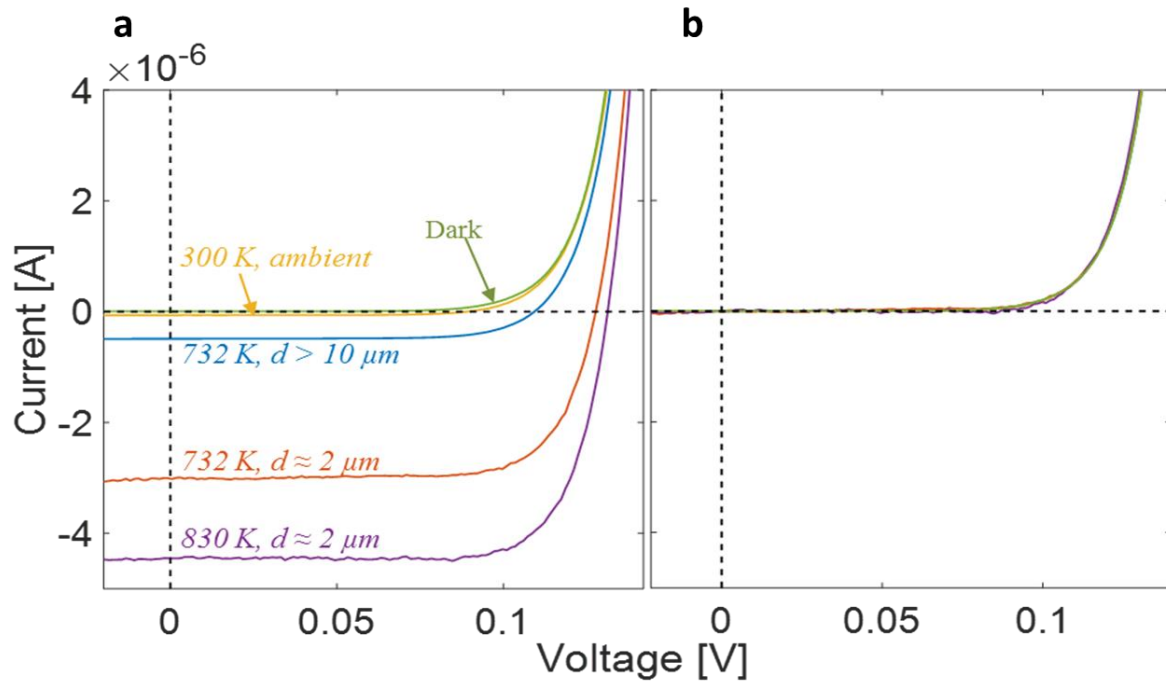 a
b
×10⁻⁶
4
2
0
-2
-4
Current [A]
Dark
300 K, ambient
732 K, d > 10 μm
732 K, d ≈ 2 μm
830 K, d ≈ 2 μm
0 0.05 0.1
0 0.05 0.1
Voltage [V]